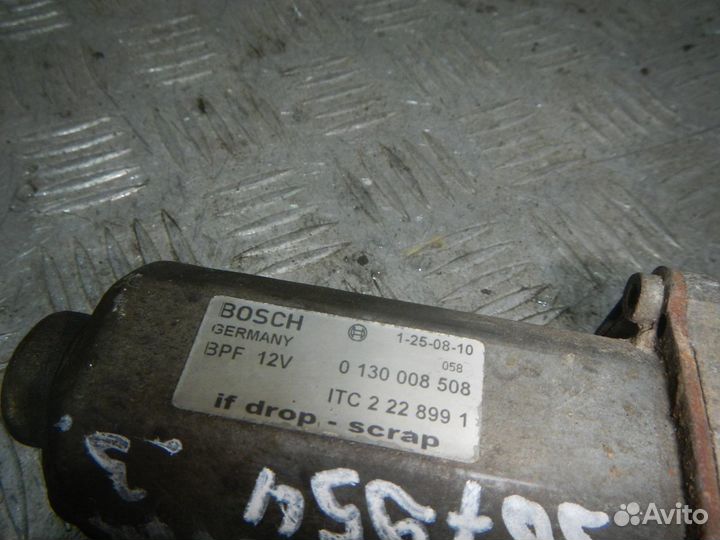 BOSCH
GERMANY
1-25-08-10
BPF 12V
058
0 130 008 508
ITC 2 22 899 1
if drop - scrap
Avito